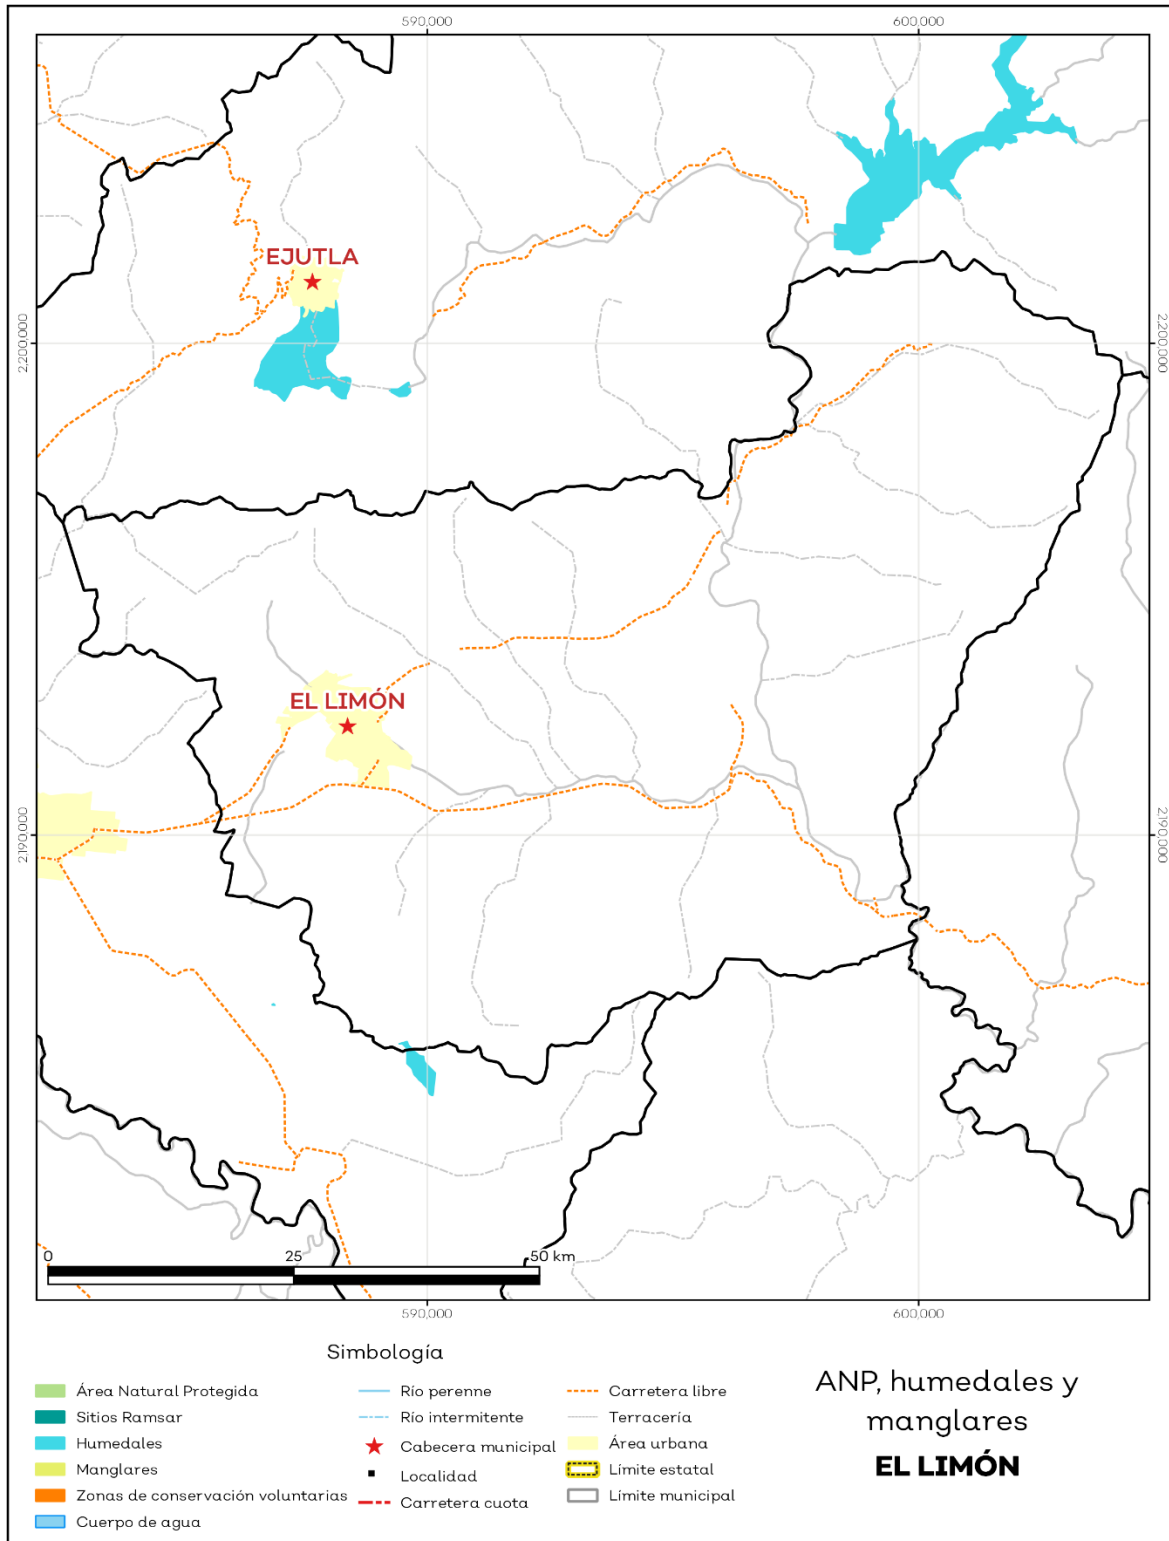 590,000
600,000
EJUTLA
2,200,000
2,200,000
EL LIMÓN
2,190,000
2,190,000
0
25
50 km
590,000
600,000
Simbología
Área Natural Protegida
Sitios Ramsar
Humedales
Manglares
Zonas de conservación voluntarias
Cuerpo de agua
Río perenne
Río intermitente
Cabecera municipal
Localidad
Carretera cuota
Carretera libre
Terracería
Área urbana
Límite estatal
Límite municipal
ANP, humedales y
manglares
EL LIMÓN